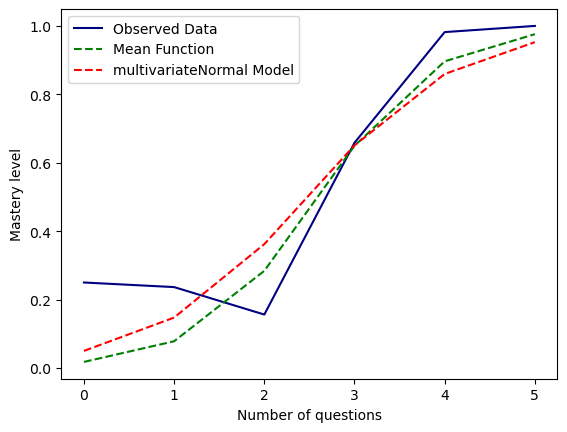 Observed Data
Mean Function
multivariateNormal Model
1.0
0.8
0.6
0.4
0.2
0.0
Mastery level
0 1 2 3 4 5
Number of questions